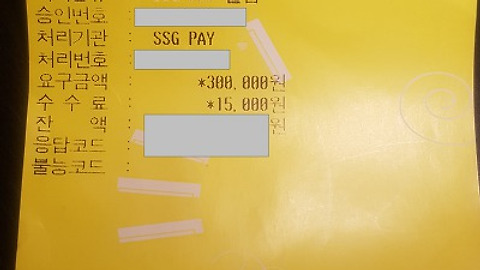 승인번호 :
처리기관 : SSG PAY
처리번호 :
요구금액 : *300,000원
수 수 료 : *15,000원
잔 액 : 원
응답코드 :
불능코드 :